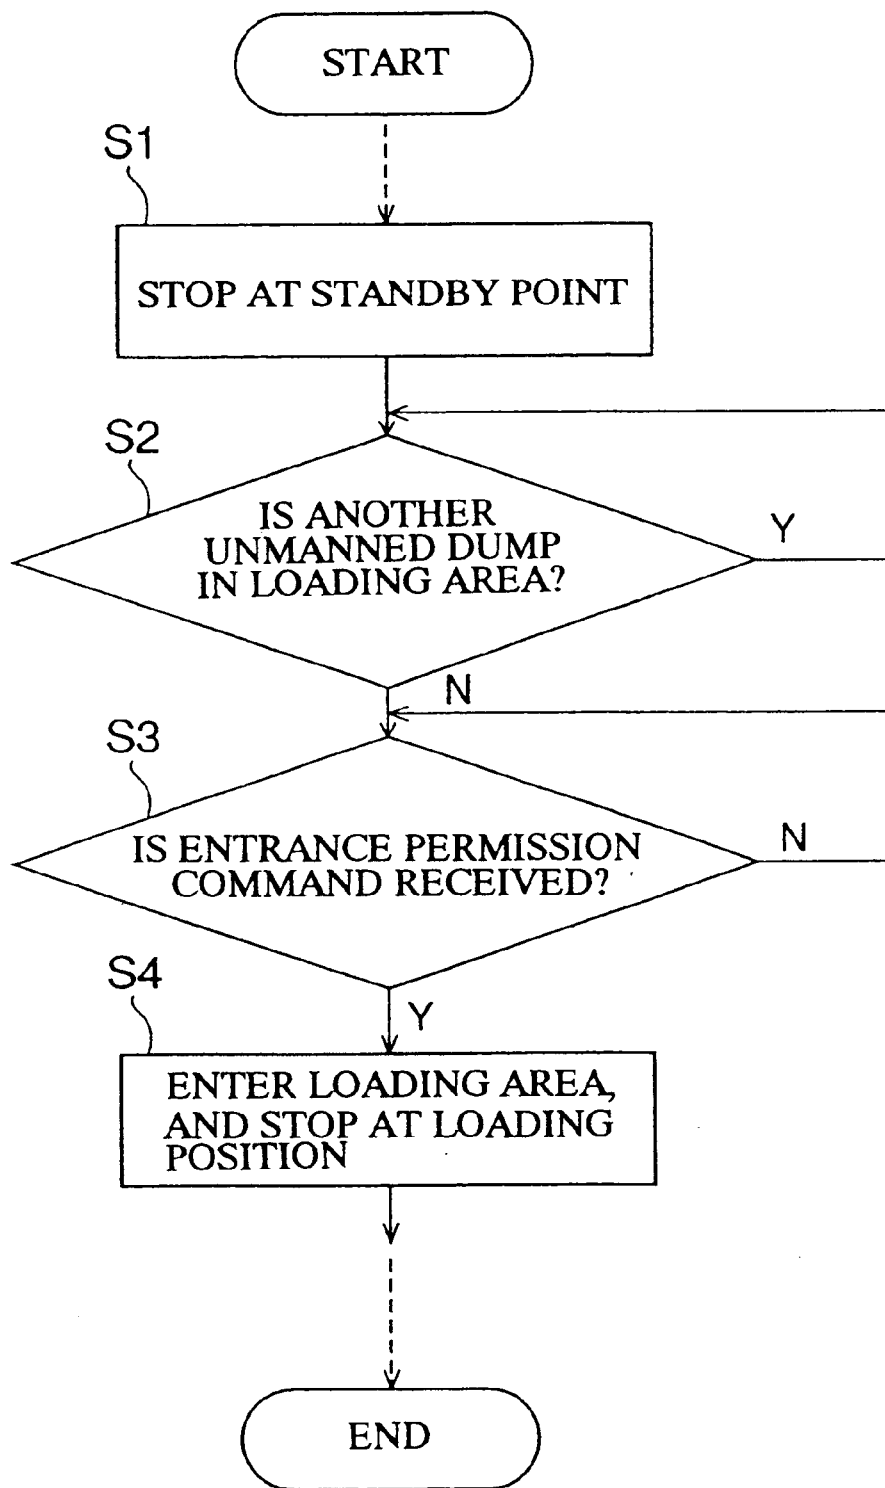 START
S1
STOP AT STANDBY POINT
S2
IS ANOTHER
UNMANNED DUMP
IN LOADING AREA?
Y
N
S3
IS ENTRANCE PERMISSION
COMMAND RECEIVED?
N
S4
Y
ENTER LOADING AREA,
AND STOP AT LOADING
POSITION
END